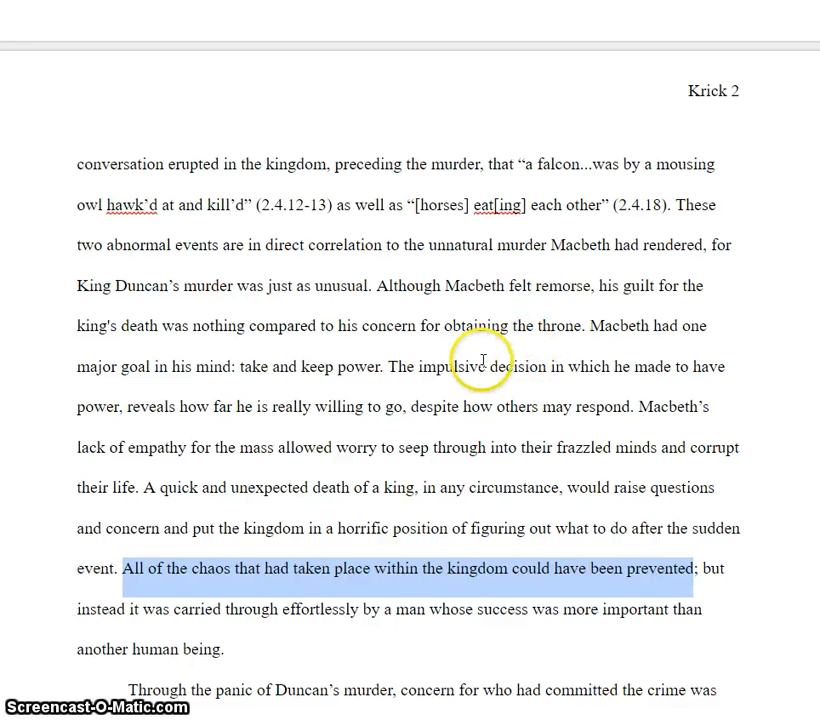 Krick 2
conversation erupted in the kingdom, preceding the murder, that “a falcon...was by a mousing
owl hawk’d at and kill’d” (2.4.12-13) as well as “[horses] eat[ing] each other” (2.4.18). These
two abnormal events are in direct correlation to the unnatural murder Macbeth had rendered, for
King Duncan’s murder was just as unusual. Although Macbeth felt remorse, his guilt for the
king's death was nothing compared to his concern for obtaining the throne. Macbeth had one
major goal in his mind: take and keep power. The impulsive decision in which he made to have
power, reveals how far he is really willing to go, despite how others may respond. Macbeth’s
lack of empathy for the mass allowed worry to seep through into their frazzled minds and corrupt
their life. A quick and unexpected death of a king, in any circumstance, would raise questions
and concern and put the kingdom in a horrific position of figuring out what to do after the sudden
event. All of the chaos that had taken place within the kingdom could have been prevented; but
instead it was carried through effortlessly by a man whose success was more important than
another human being.
Through the panic of Duncan’s murder, concern for who had committed the crime was
Screencast-O-Matic.com